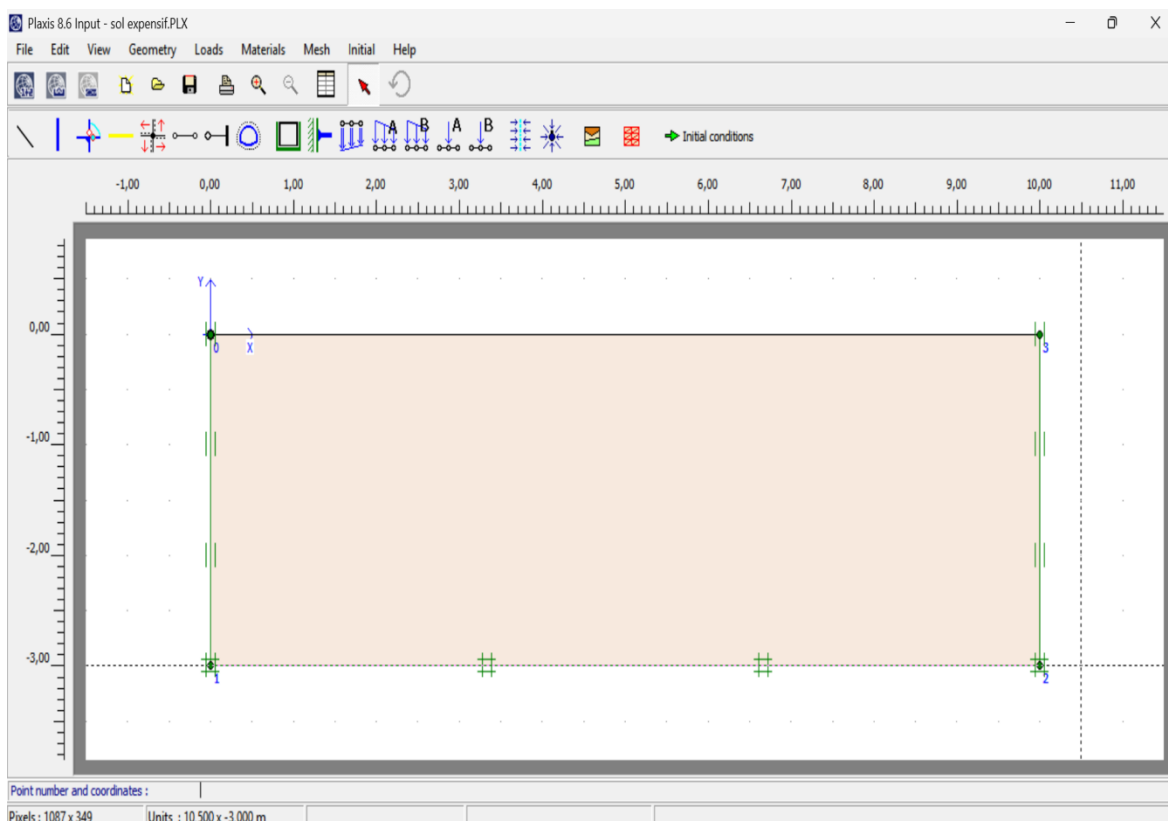 Plaxis 8.6 Input - sol expensif.PLX
File Edit View Geometry Loads Materials Mesh Initial Help
A B A B Initial conditions
-1,00 0,00 1,00 2,00 3,00 4,00 5,00 6,00 7,00 8,00 9,00 10,00 11,00
Y
0,00
0 X 3
-1,00
-2,00
-3,00
1 2
Point number and coordinates :
Pixels : 1087 x 349 Units : 10,500 x -3,000 m